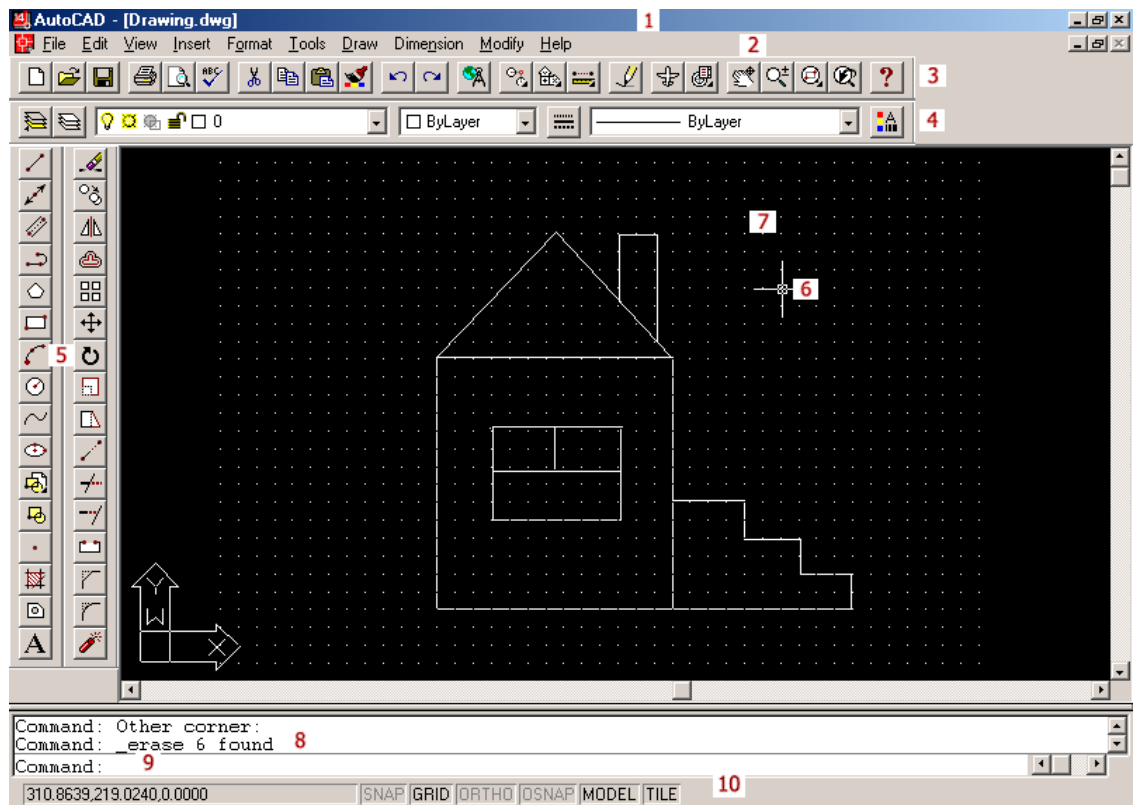 AutoCAD - [Drawing.dwg] 1
File Edit View Insert Format Tools Draw Dimension Modify Help 2
ABC ? 3
0 ByLayer ByLayer A 4
7
6
5
Y
W
X
A
Command: Other corner:
Command: _erase 6 found 8
Command: 9
310.8639,219.0240,0.0000 SNAP GRID ORTHO OSNAP MODEL TILE 10